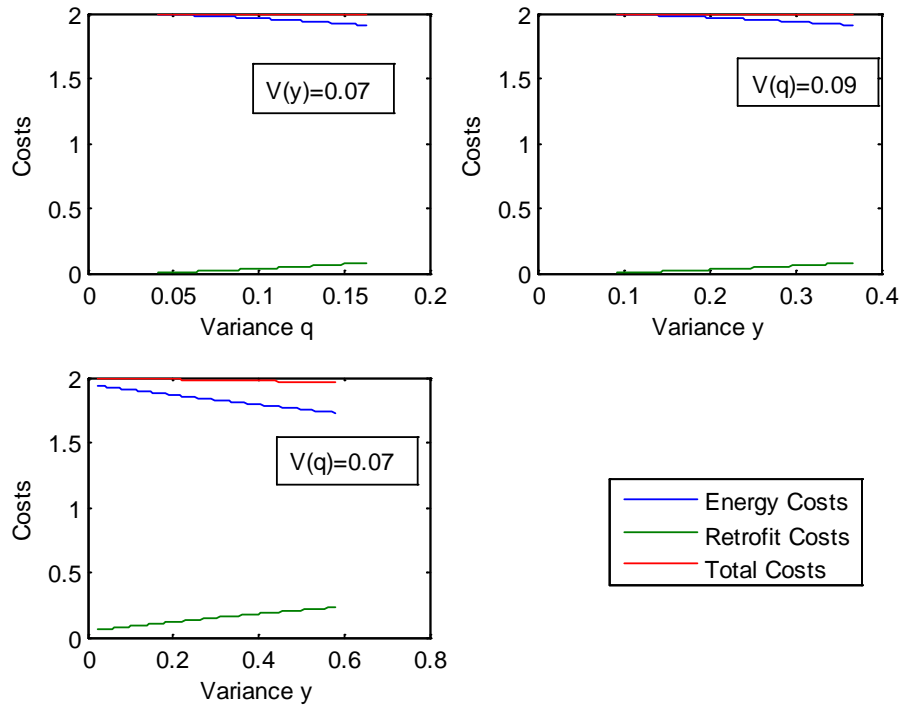 2
1.5
1
0.5
0
Costs
V(y)=0.07
0 0.05 0.1 0.15 0.2
Variance q
2
1.5
1
0.5
0
Costs
V(q)=0.09
0 0.1 0.2 0.3 0.4
Variance y
2
1.5
1
0.5
0
Costs
V(q)=0.07
0 0.2 0.4 0.6 0.8
Variance y
Energy Costs
Retrofit Costs
Total Costs